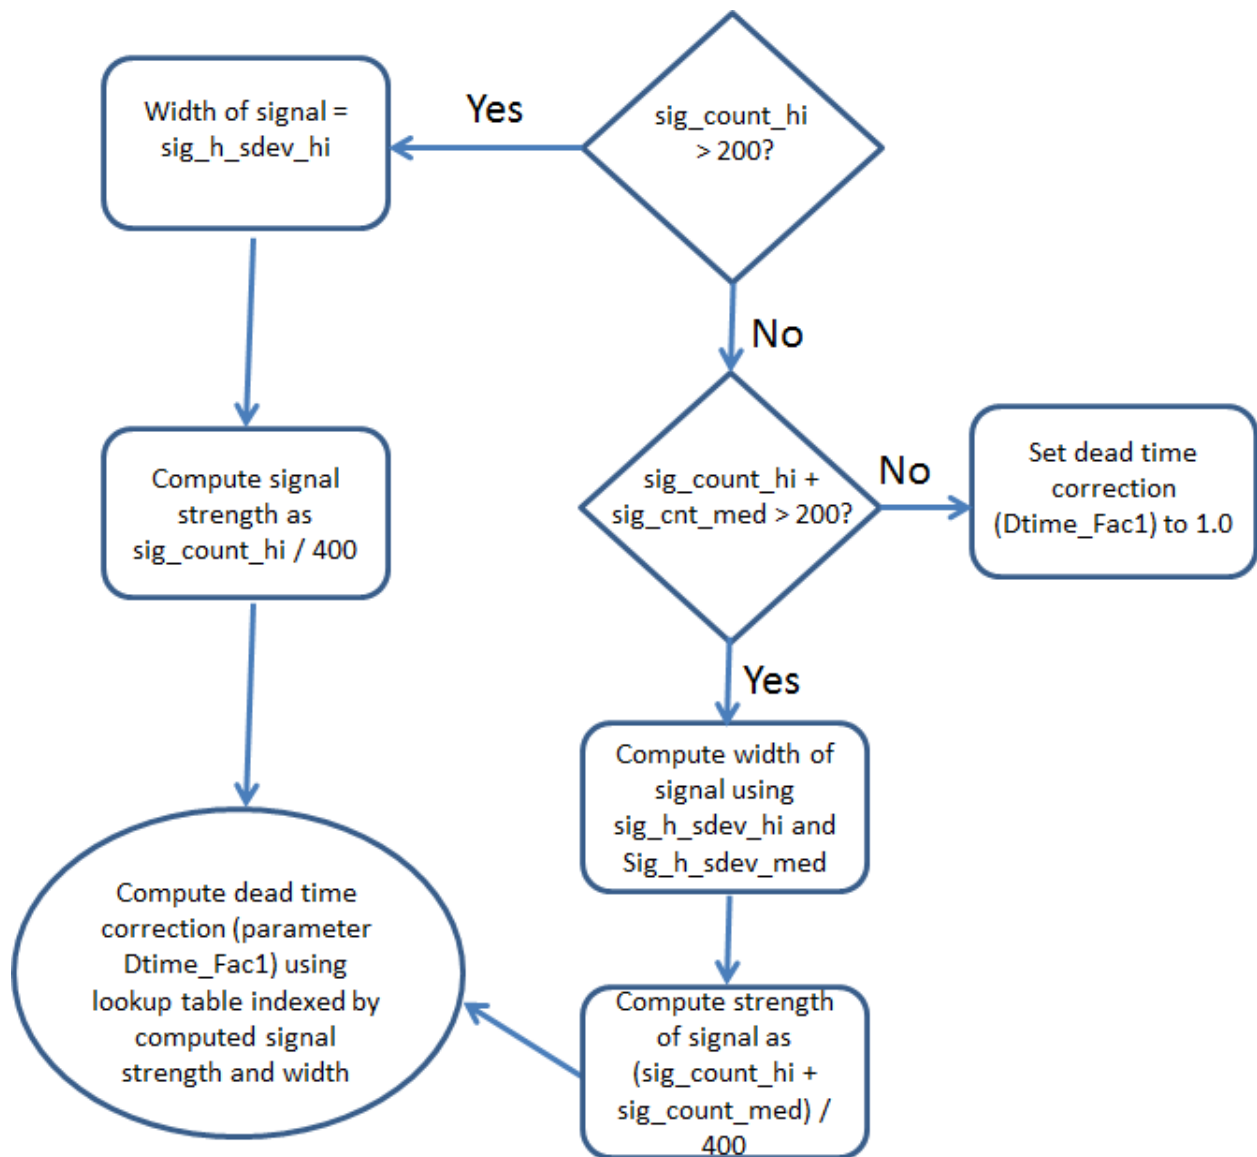 sig_count_hi
> 200?
Yes
Width of signal =
sig_h_sdev_hi
No
Compute signal
strength as
sig_count_hi / 400
sig_count_hi +
sig_cnt_med > 200?
No
Set dead time
correction
(Dtime_Fac1) to 1.0
Yes
Compute width of
signal using
sig_h_sdev_hi and
Sig_h_sdev_med
Compute strength
of signal as
(sig_count_hi +
sig_count_med) /
400
Compute dead time
correction (parameter
Dtime_Fac1) using
lookup table indexed by
computed signal
strength and width